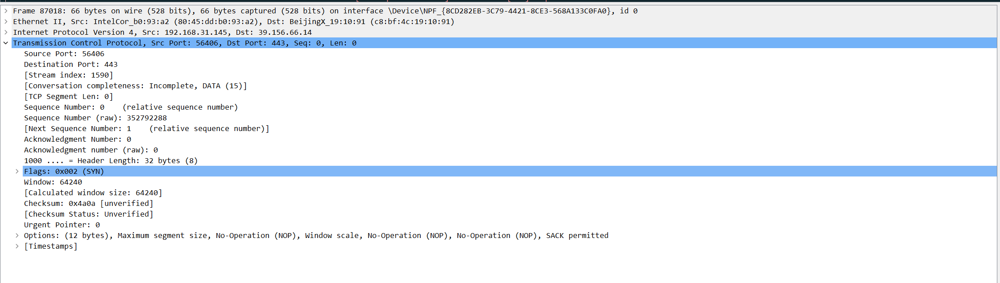 Frame 87018: 66 bytes on wire (528 bits), 66 bytes captured (528 bits) on interface \Device\NPF_{8CD282EB-3C79-4421-8CE3-568A133C0FA0}, id 0
Ethernet II, Src: IntelCor_b0:93:a2 (80:45:dd:b0:93:a2), Dst: BeijingX_19:10:91 (c8:bf:4c:19:10:91)
Internet Protocol Version 4, Src: 192.168.31.145, Dst: 39.156.66.14
Transmission Control Protocol, Src Port: 56406, Dst Port: 443, Seq: 0, Len: 0
Source Port: 56406
Destination Port: 443
[Stream index: 1590]
[Conversation completeness: Incomplete, DATA (15)]
[TCP Segment Len: 0]
Sequence Number: 0    (relative sequence number)
Sequence Number (raw): 352792288
[Next Sequence Number: 1    (relative sequence number)]
Acknowledgment Number: 0
Acknowledgment number (raw): 0
1000 .... = Header Length: 32 bytes (8)
Flags: 0x002 (SYN)
Window: 64240
[Calculated window size: 64240]
Checksum: 0x4a0a [unverified]
[Checksum Status: Unverified]
Urgent Pointer: 0
Options: (12 bytes), Maximum segment size, No-Operation (NOP), Window scale, No-Operation (NOP), No-Operation (NOP), SACK permitted
[Timestamps]